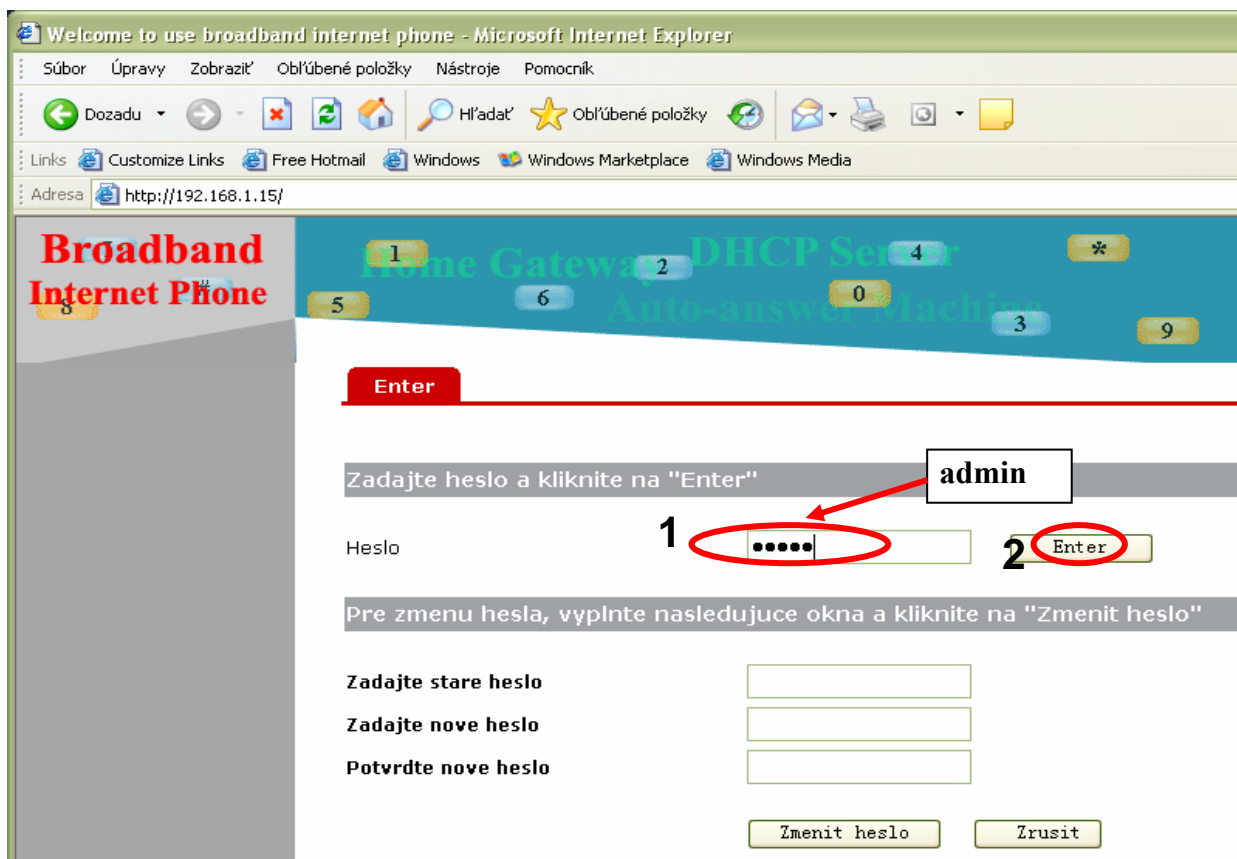 Welcome to use broadband internet phone - Microsoft Internet Explorer
Súbor Úpravy Zobraziť Obľúbené položky Nástroje Pomocník
Dozadu Hľadať Obľúbené položky
Links Customize Links Free Hotmail Windows Windows Marketplace Windows Media
Adresa http://192.168.1.15/
Broadband
Internet Phone
8 #
1 2 4 *
Home Gateway DHCP Server
5 6 0 3 9
Auto-answer Machine
Enter
Zadajte heslo a kliknite na "Enter"
admin
Heslo 1 ●●●●● 2 Enter
Pre zmenu hesla, vyplnte nasledujuce okna a kliknite na "Zmenit heslo"
Zadajte stare heslo
Zadajte nove heslo
Potvrdte nove heslo
Zmenit heslo Zrusit